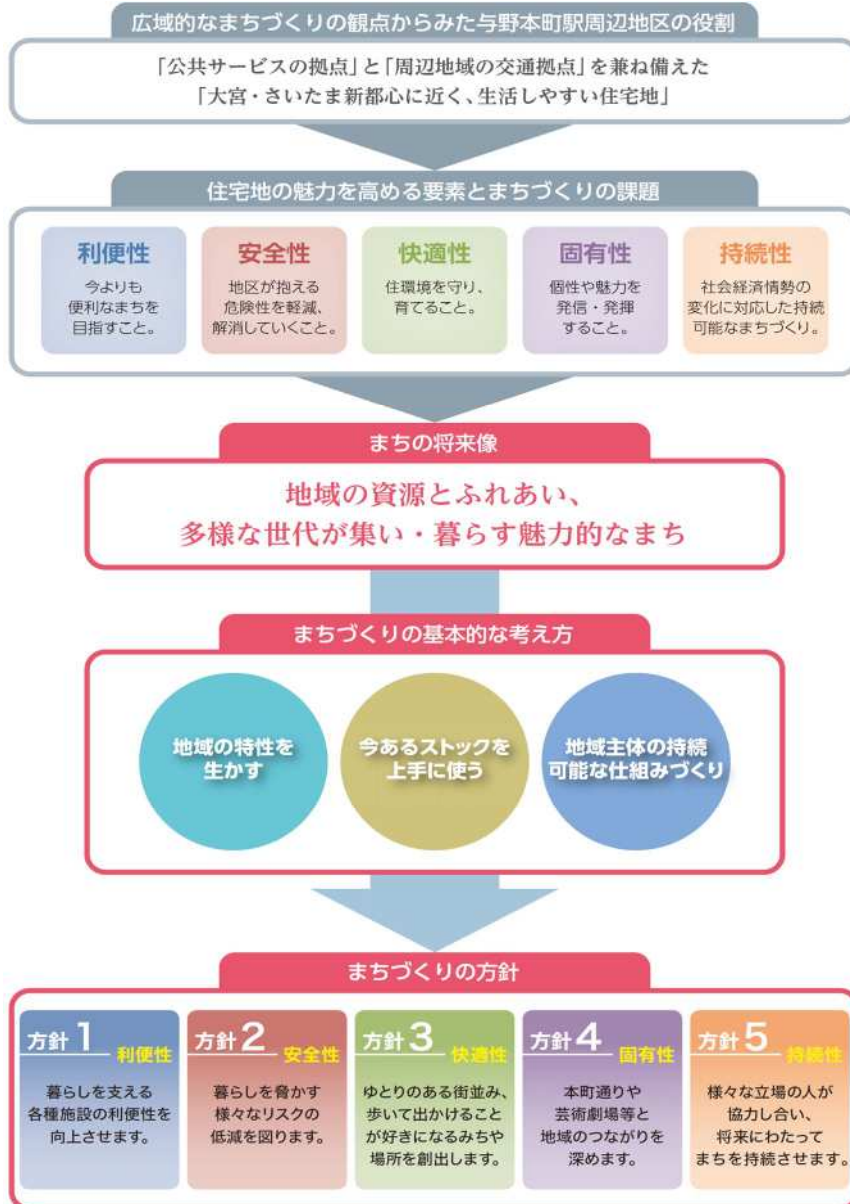 広域的なまちづくりの観点からみた与野本町駅周辺地区の役割
「公共サービスの拠点」と「周辺地域の交通拠点」を兼ね備えた
「大宮・さいたま新都心に近く、生活しやすい住宅地」
住宅地の魅力を高める要素とまちづくりの課題
利便性
今よりも
便利なまちを
目指すこと。
安全性
地区が抱える
危険性を軽減、
解消していくこと。
快適性
住環境を守り、
育てること。
固有性
個性や魅力を
発信・発揮
すること。
持続性
社会経済情勢の
変化に対応した持続
可能なまちづくり。
まちの将来像
地域の資源とふれあい、
多様な世代が集い・暮らす魅力的なまち
まちづくりの基本的な考え方
地域の特性を
生かす
今あるストックを
上手に使う
地域主体の持続
可能な仕組みづくり
まちづくりの方針
方針1
利便性
暮らしを支える
各種施設の利便性を
向上させます。
方針2
安全性
暮らしを脅かす
様々なリスクの
低減を図ります。
方針3
快適性
ゆとりのある街並み、
歩いて出かけること
が好きになるみちや
場所を創出します。
方針4
固有性
本町通りや
芸術劇場等と
地域のつながりを
深めます。
方針5
持続性
様々な立場の人が
協力し合い、
将来にわたって
まちを持続させます。